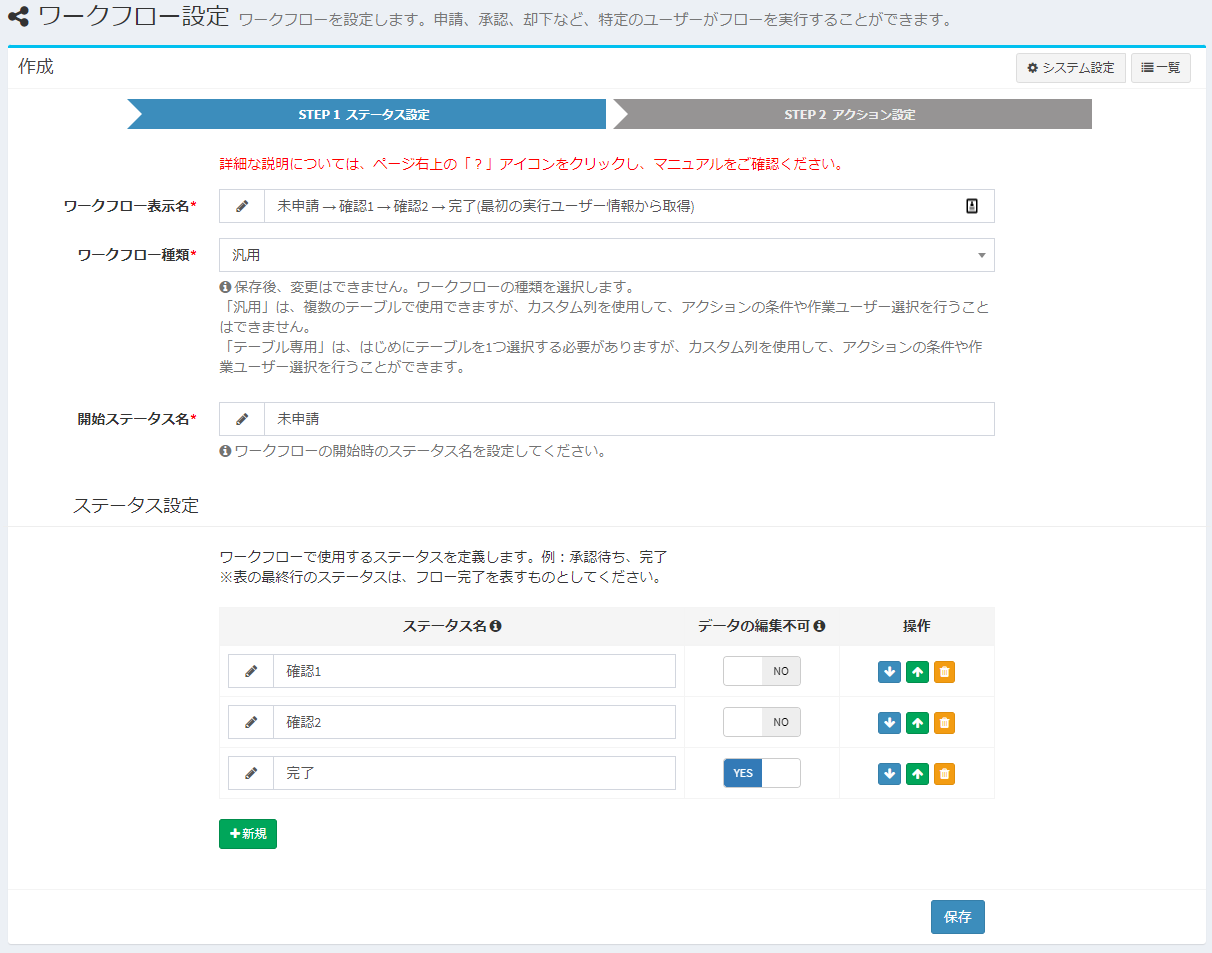 ワークフロー設定 ワークフローを設定します。申請、承認、却下など、特定のユーザーがフローを実行することができます。
作成 システム設定 一覧
STEP 1 ステータス設定 STEP 2 アクション設定
詳細な説明については、ページ右上の「？」アイコンをクリックし、マニュアルをご確認ください。
ワークフロー表示名* 未申請 → 確認1 → 確認2 → 完了(最初の実行ユーザー情報から取得)
ワークフロー種類* 汎用
保存後、変更はできません。ワークフローの種類を選択します。
「汎用」は、複数のテーブルで使用できますが、カスタム列を使用して、アクションの条件や作業ユーザー選択を行うこと
はできません。
「テーブル専用」は、はじめにテーブルを1つ選択する必要がありますが、カスタム列を使用して、アクションの条件や作
業ユーザー選択を行うことができます。
開始ステータス名* 未申請
ワークフローの開始時のステータス名を設定してください。
ステータス設定
ワークフローで使用するステータスを定義します。例：承認待ち、完了
※表の最終行のステータスは、フロー完了を表すものとしてください。
ステータス名 データの編集不可 操作
確認1 NO
確認2 NO
完了 YES
新規
保存